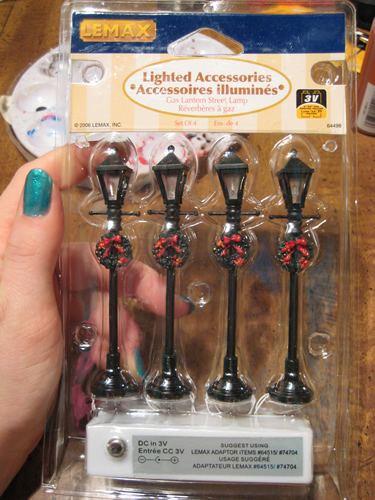 LEMAX
Lighted Accessories
*Accessoires illuminés*
Gas Lantern Street Lamp
Réverbères à gaz
Set Of 4 Ens. de 4
3V
© 2006 LEMAX, INC.
64498
DC in 3V
Entrée CC 3V
SUGGEST USING
LEMAX ADAPTOR ITEMS #64515/ #74704
USAGE SUGGÉRÉ
ADAPTATEUR LEMAX #64515/ #74704